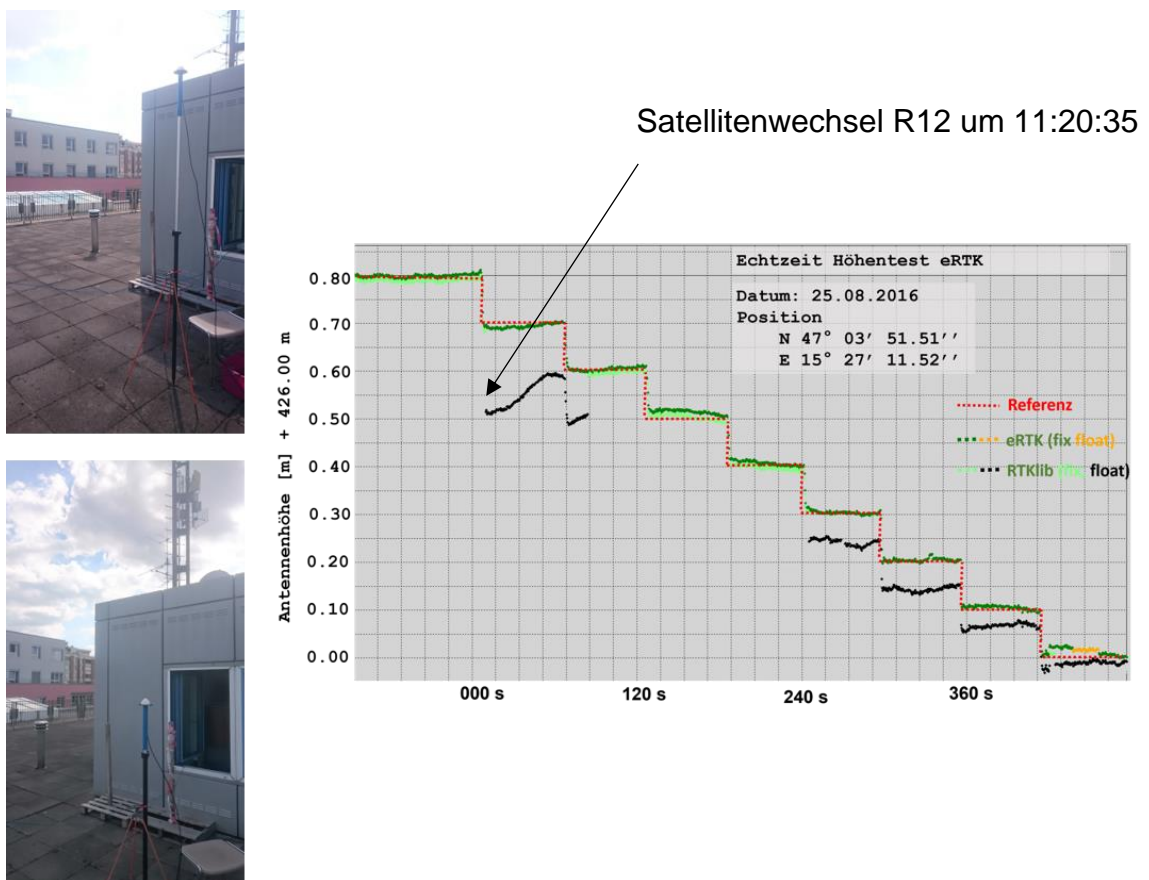 Satellitenwechsel R12 um 11:20:35
Echtzeit Höhentest eRTK
Datum: 25.08.2016
Position
N 47° 03′ 51.51′′
E 15° 27′ 11.52′′
Antennenhöhe [m] + 426.00 m
0.80
0.70
0.60
0.50
0.40
0.30
0.20
0.10
0.00
Referenz
eRTK (fix float)
RTKlib (fix, float)
000 s 120 s 240 s 360 s